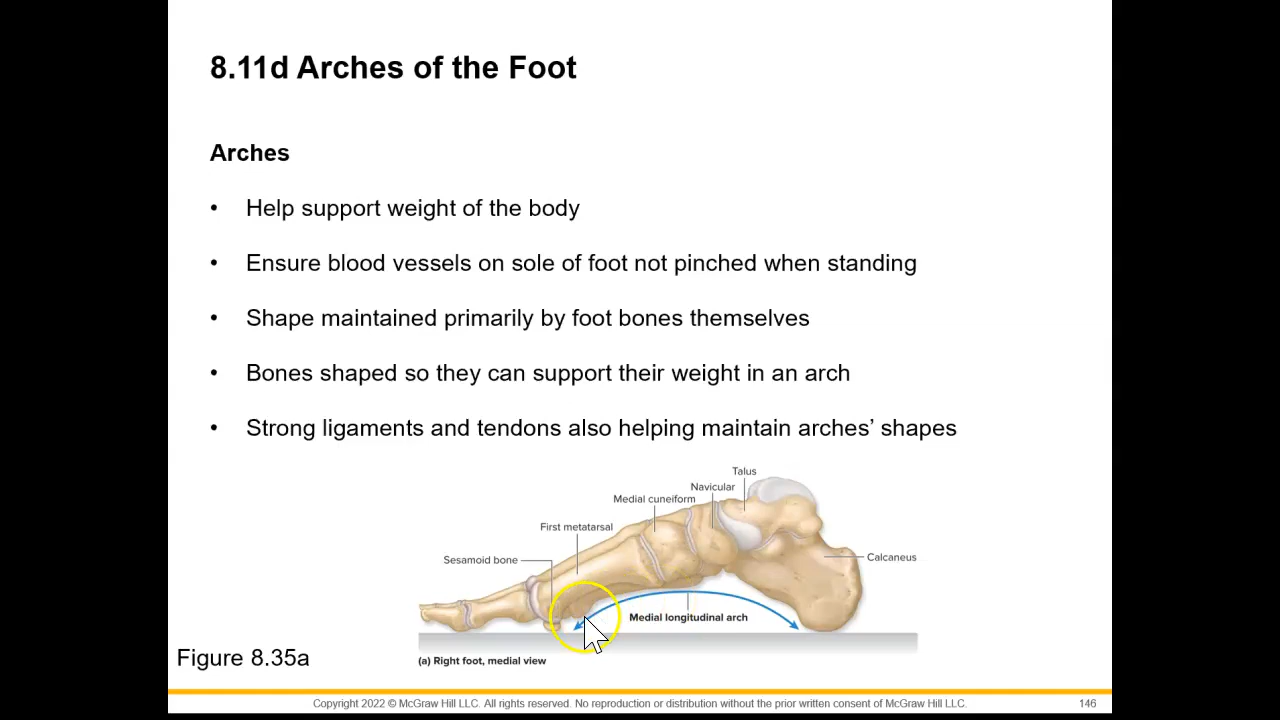 8.11d Arches of the Foot
Arches
• Help support weight of the body
• Ensure blood vessels on sole of foot not pinched when standing
• Shape maintained primarily by foot bones themselves
• Bones shaped so they can support their weight in an arch
• Strong ligaments and tendons also helping maintain arches’ shapes
Talus
Navicular
Medial cuneiform
First metatarsal
Sesamoid bone
Calcaneus
Medial longitudinal arch
Figure 8.35a
(a) Right foot, medial view
Copyright 2022 © McGraw Hill LLC. All rights reserved. No reproduction or distribution without the prior written consent of McGraw Hill LLC.
146